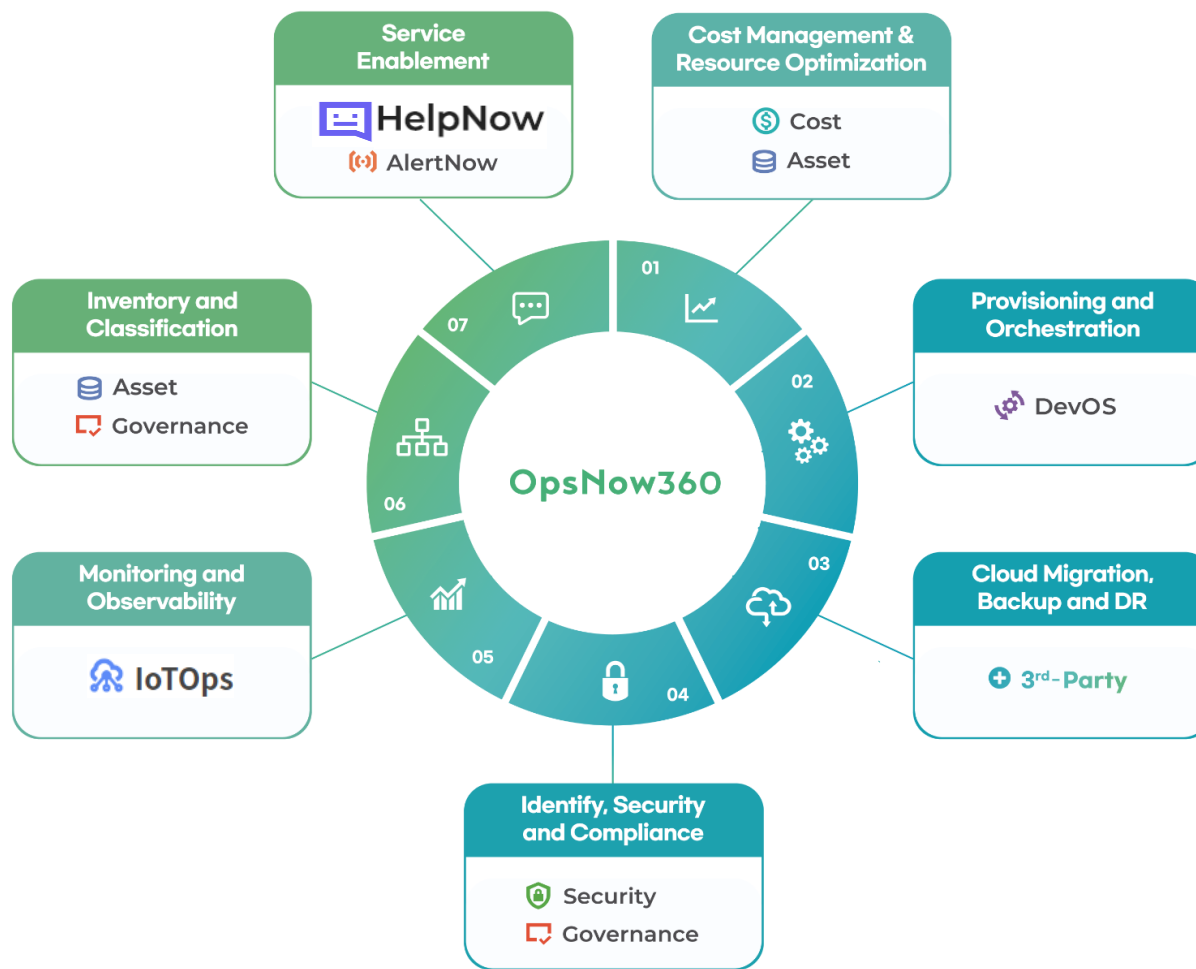 Service
Enablement
HelpNow
AlertNow
Cost Management &
Resource Optimization
Cost
Asset
Inventory and
Classification
Asset
Governance
Provisioning and
Orchestration
DevOS
01
02
03
04
05
06
07
OpsNow360
Monitoring and
Observability
IoTOps
Cloud Migration,
Backup and DR
3rd-Party
Identify, Security
and Compliance
Security
Governance